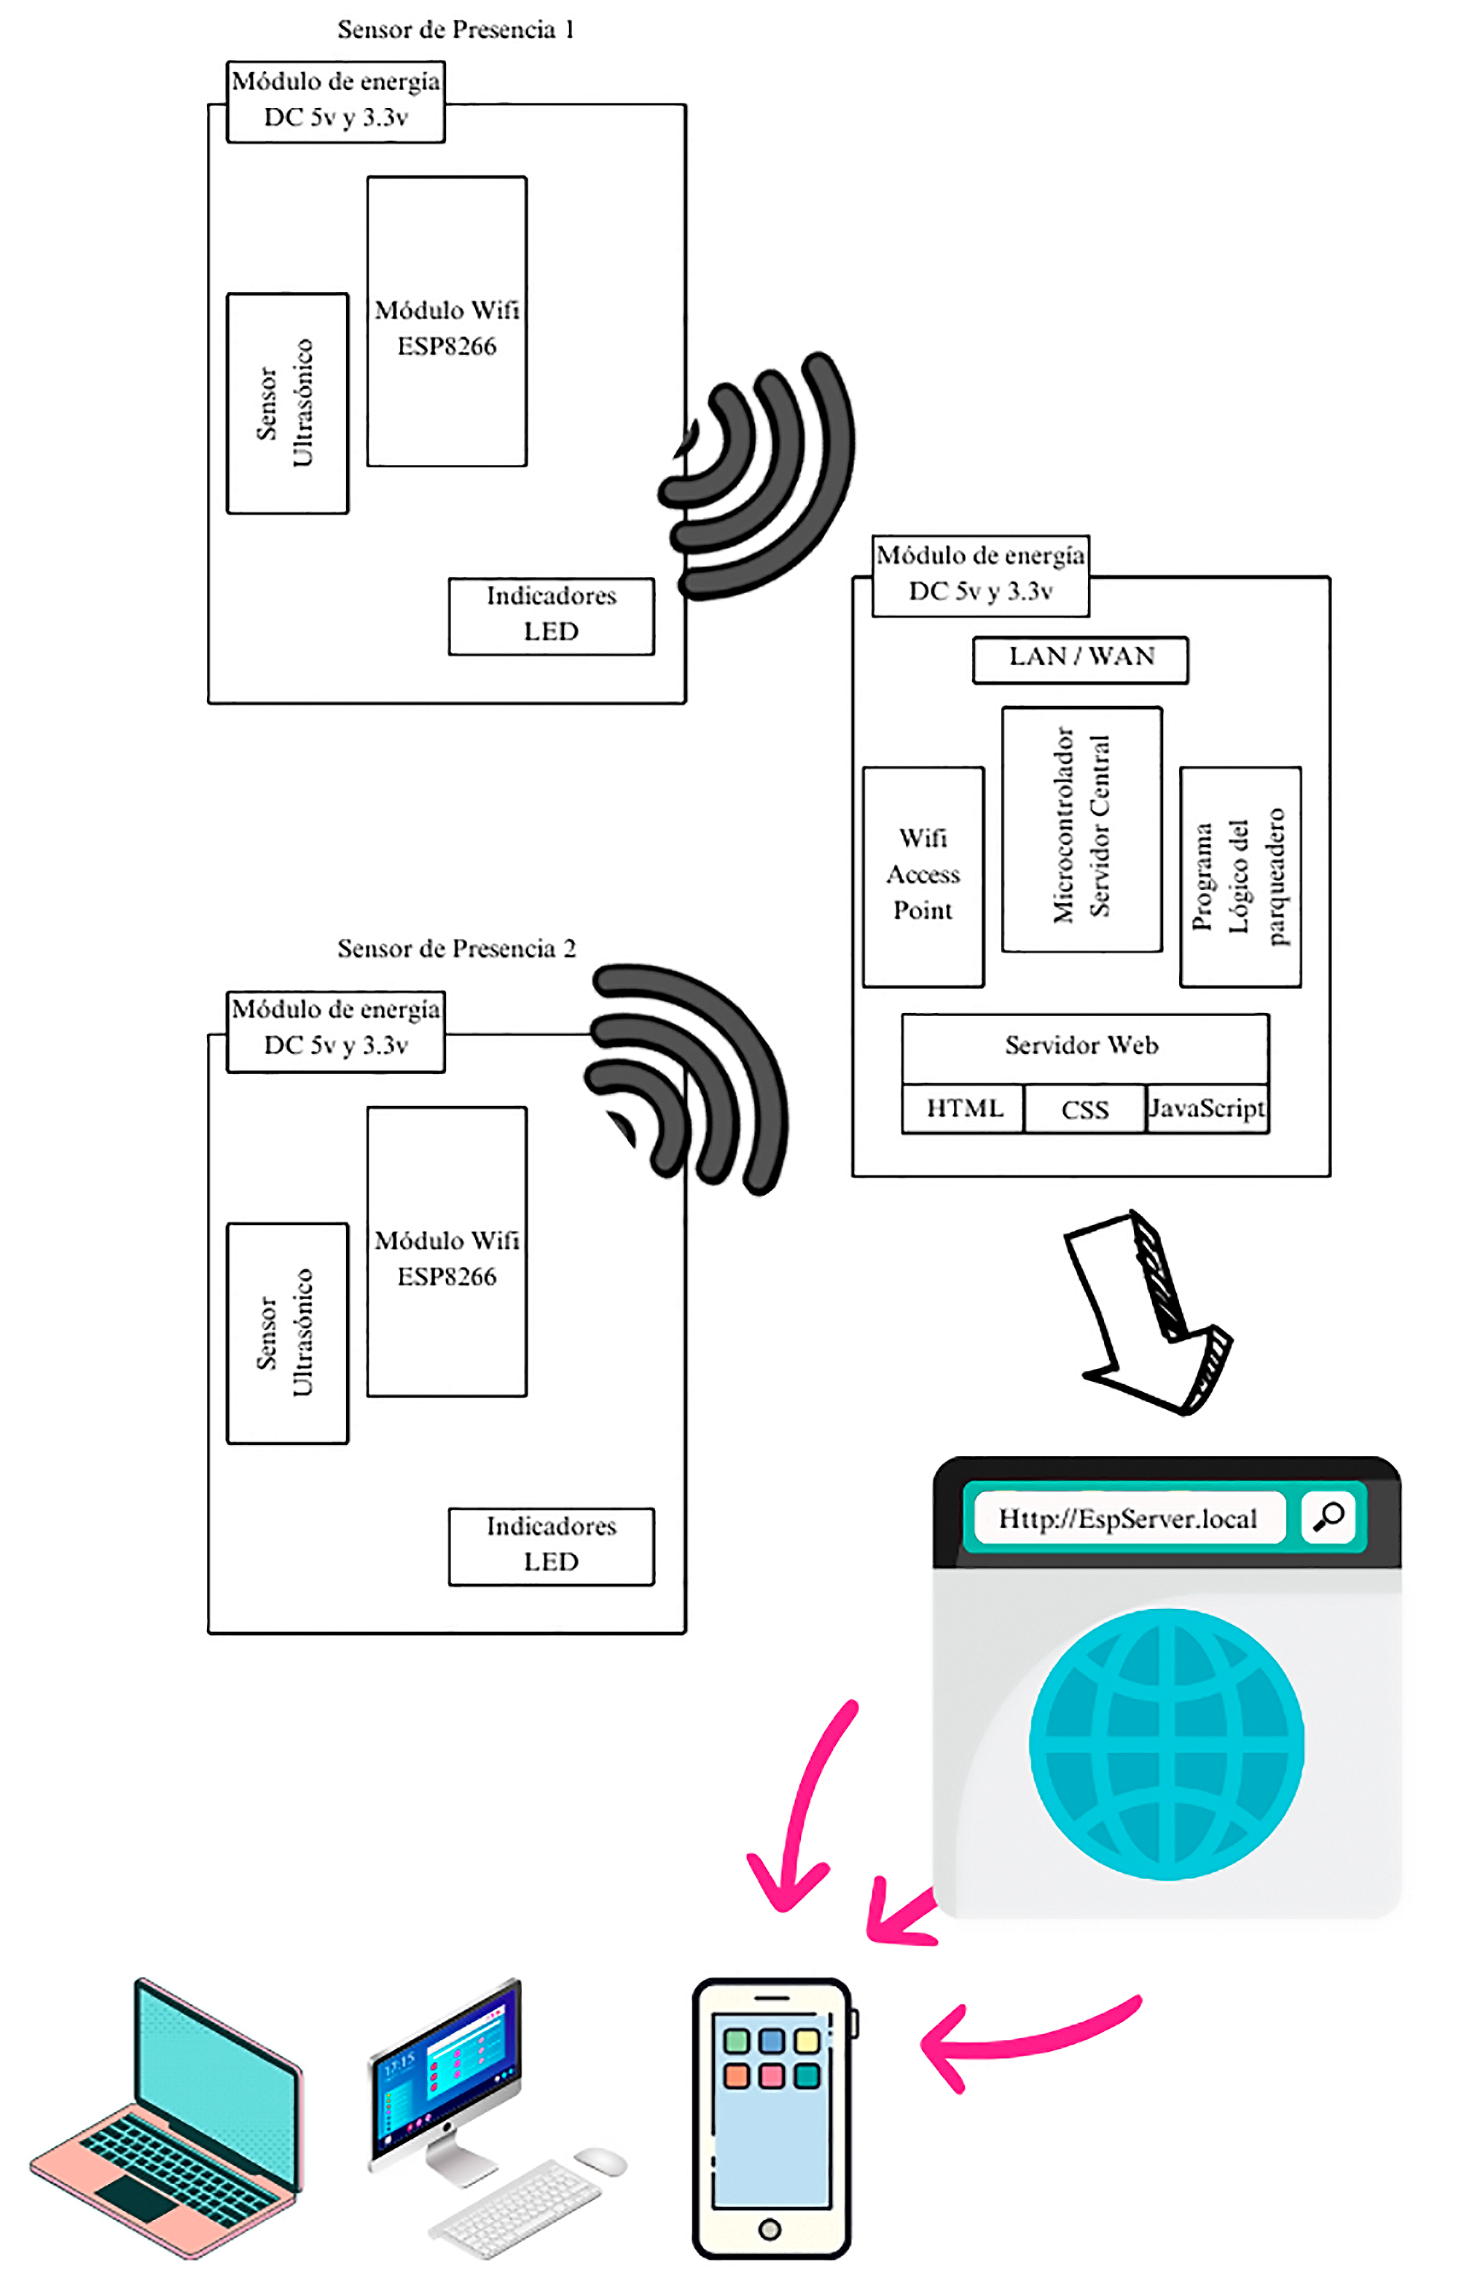 Sensor de Presencia 1
Módulo de energía
DC 5v y 3.3v
Módulo Wifi
ESP8266
Sensor
Ultrasónico
Indicadores
LED
Módulo de energía
DC 5v y 3.3v
LAN / WAN
Microcontrolador
Servidor Central
Wifi
Access
Point
Programa
Lógico del
parqueadero
Servidor Web
HTML
CSS
JavaScript
Sensor de Presencia 2
Módulo de energía
DC 5v y 3.3v
Módulo Wifi
ESP8266
Sensor
Ultrasónico
Indicadores
LED
Http://EspServer.local
17:15